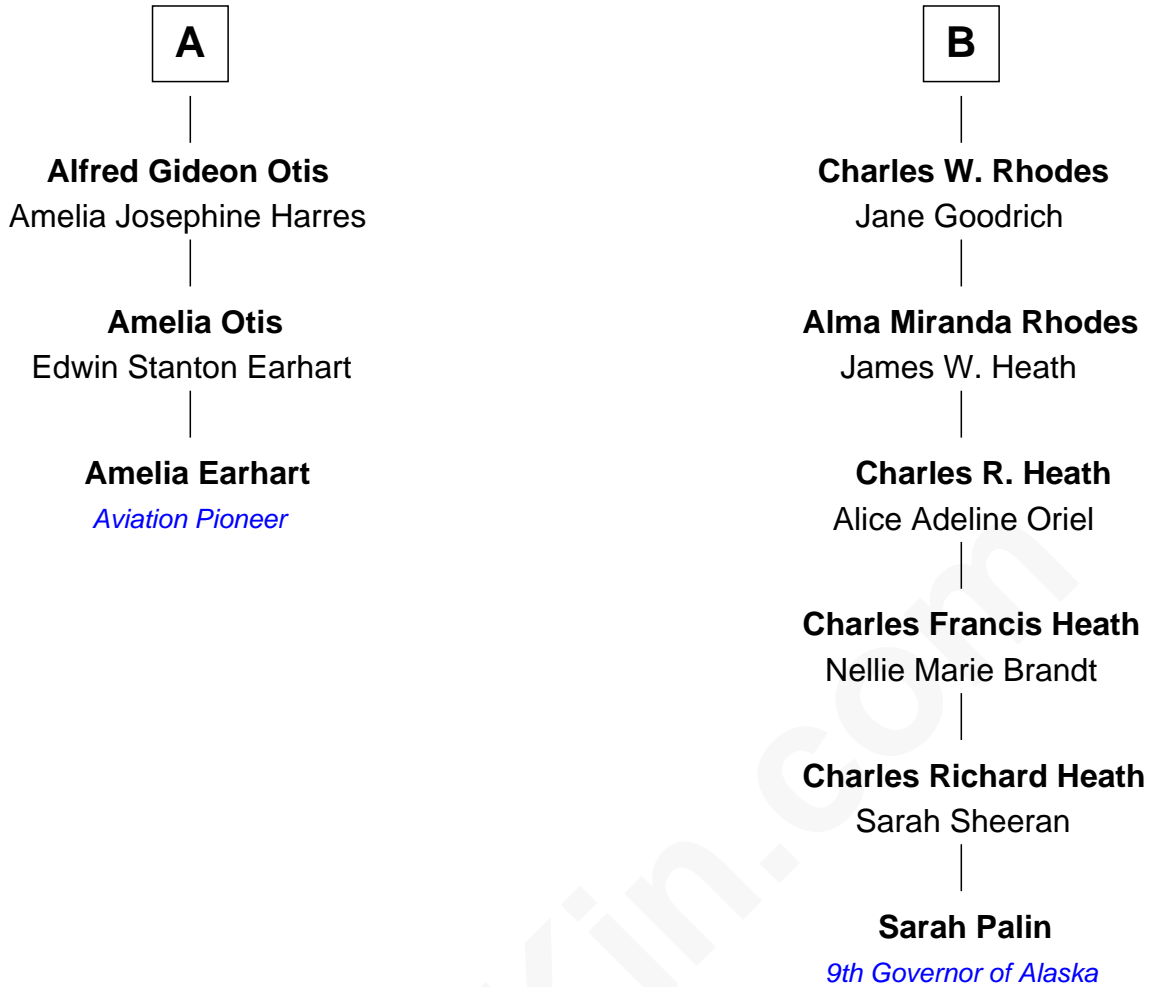 A
Alfred Gideon Otis
Amelia Josephine Harres
Amelia Otis
Edwin Stanton Earhart
Amelia Earhart
Aviation Pioneer
B
Charles W. Rhodes
Jane Goodrich
Alma Miranda Rhodes
James W. Heath
Charles R. Heath
Alice Adeline Oriel
Charles Francis Heath
Nellie Marie Brandt
Charles Richard Heath
Sarah Sheeran
Sarah Palin
9th Governor of Alaska